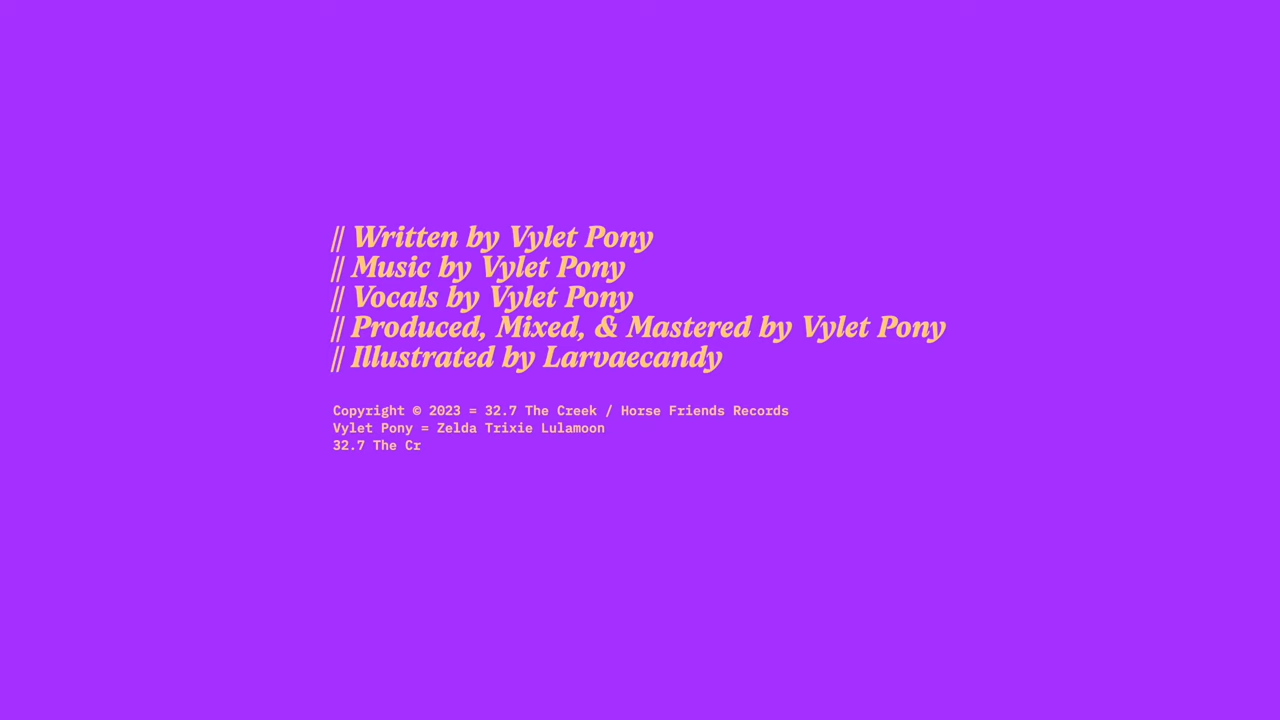 // Written by Vylet Pony
// Music by Vylet Pony
// Vocals by Vylet Pony
// Produced, Mixed, & Mastered by Vylet Pony
// Illustrated by Larvaecandy
Copyright © 2023 = 32.7 The Creek / Horse Friends Records
Vylet Pony = Zelda Trixie Lulamoon
32.7 The Cr